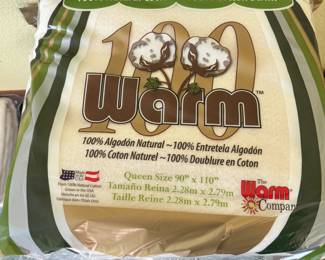 100
Warm™
100% Algodón Natural ~ 100% Entretela Algodón
100% Coton Naturel ~ 100% Doublure en Coton
Queen Size 90" x 110"
Tamaño Reina 2.28m x 2.79m
Taille Reine 2.28m x 2.79m
The
Warm
Company